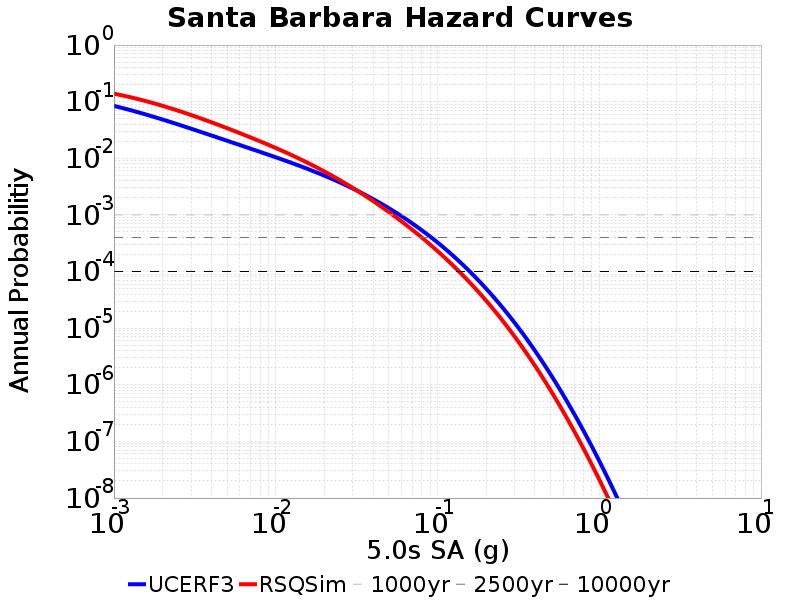 Santa Barbara Hazard Curves
Annual Probabilitiy
10^0
10^-1
10^-2
10^-3
10^-4
10^-5
10^-6
10^-7
10^-8
10^-3 10^-2 10^-1 10^0 10^1
5.0s SA (g)
UCERF3 RSQSim 1000yr 2500yr 10000yr